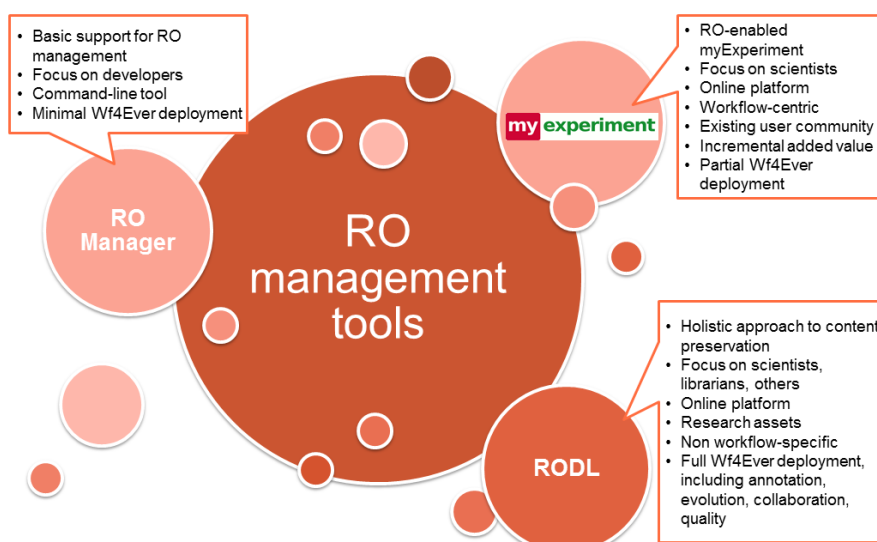 • Basic support for RO
management
• Focus on developers
• Command-line tool
• Minimal Wf4Ever deployment
RO
Manager
RO
management
tools
my experiment
• RO-enabled
myExperiment
• Focus on scientists
• Online platform
• Workflow-centric
• Existing user community
• Incremental added value
• Partial Wf4Ever
deployment
RODL
• Holistic approach to content
preservation
• Focus on scientists,
librarians, others
• Online platform
• Research assets
• Non workflow-specific
• Full Wf4Ever deployment,
including annotation,
evolution, collaboration,
quality